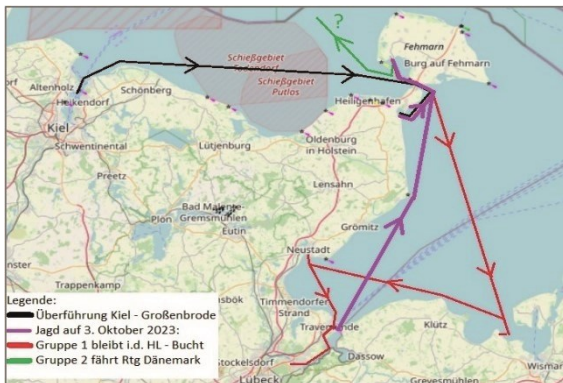 ?
Fehmarn
Burg auf Fehmarn
Schießgebiet
Schießgebiet
Putlos
Altenholz
Heikendorf
Kiel
Schönberg
Heiligenhafen
Oldenburg
in Holstein
Schwentinental
Lütjenburg
Preetz
Lensahn
Plön
Bad Malente-
Gremsmühlen
Eutin
Grömitz
Neustadt
Trappenkamp
Legende:
Überführung Kiel - Großenbrode
Jagd auf 3. Oktober 2023:
Gruppe 1 bleibt i.d. HL - Bucht
Gruppe 2 fährt Rtg Dänemark
Timmendorfer
Strand
Travemünde
Klütz
Stockelsdorf
Dassow
Lübeck
Grevesmühlen
Wismar